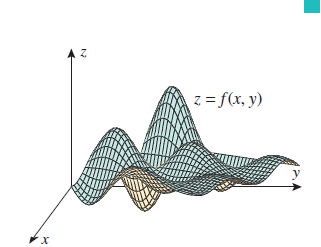 z
z = f(x, y)
y
x